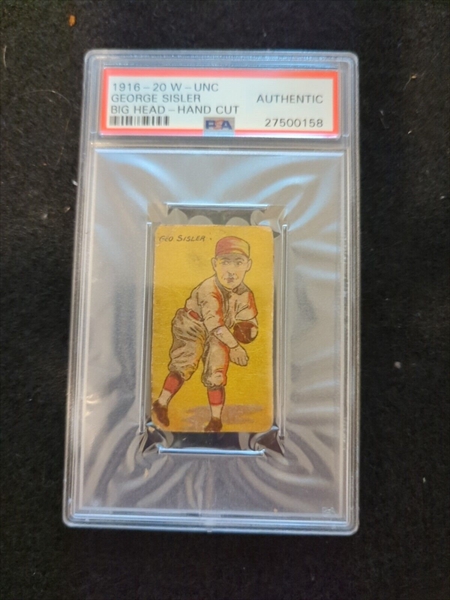 1916 - 20 W - UNC
GEORGE SISLER
BIG HEAD - HAND CUT
AUTHENTIC
PSA
27500158
GEO SISLER.